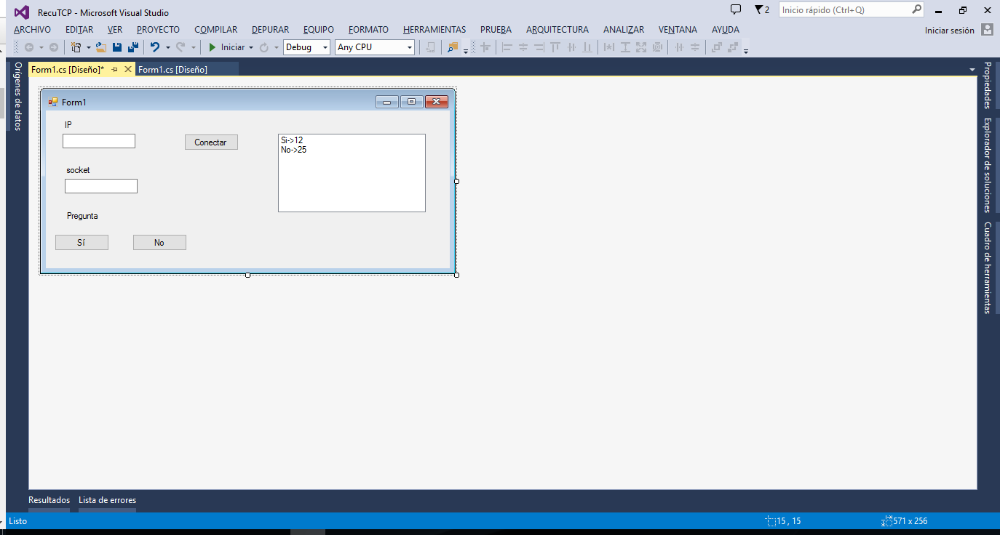 RecuTCP - Microsoft Visual Studio
2
Inicio rápido (Ctrl+Q)
ARCHIVO EDITAR VER PROYECTO COMPILAR DEPURAR EQUIPO FORMATO HERRAMIENTAS PRUEBA ARQUITECTURA ANALIZAR VENTANA AYUDA
Iniciar sesión
Iniciar Debug Any CPU
Orígenes de datos
Form1.cs [Diseño]* Form1.cs [Diseño]
Form1
IP
Conectar
Si->12
No->25
socket
Pregunta
Sí No
Propiedades
Explorador de soluciones
Cuadro de herramientas
Resultados Lista de errores
Listo 15 , 15 571 x 256